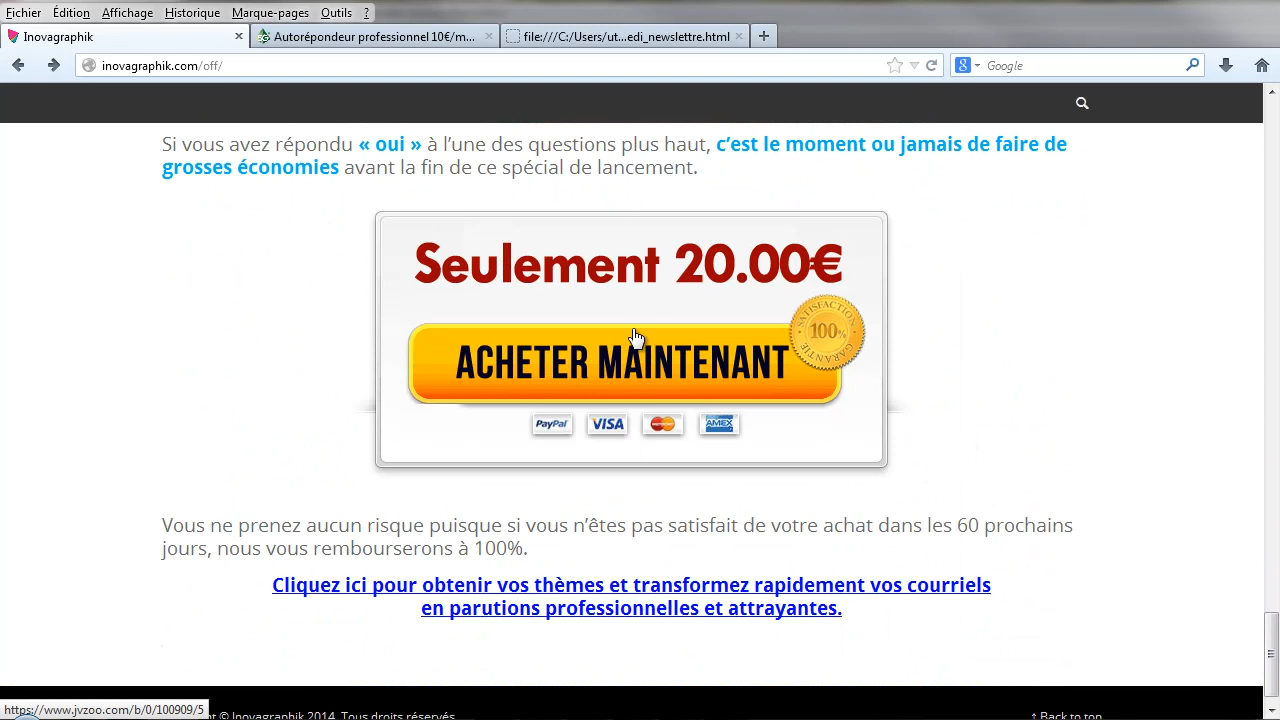 Fichier Édition Affichage Historique Marque-pages Outils ?
Inovagraphik
Autorépondeur professionnel 10€/m...
file:///C:/Users/ut...edi_newslettre.html
inovagraphik.com/off/
Google
Si vous avez répondu « oui » à l’une des questions plus haut, c’est le moment ou jamais de faire de
grosses économies avant la fin de ce spécial de lancement.
Seulement 20.00€
SATISFACTION
100%
GARANTIE
ACHETER MAINTENANT
PayPal VISA MasterCard AMEX
Vous ne prenez aucun risque puisque si vous n’êtes pas satisfait de votre achat dans les 60 prochains
jours, nous vous rembourserons à 100%.
Cliquez ici pour obtenir vos thèmes et transformez rapidement vos courriels
en parutions professionnelles et attrayantes.
https://www.jvzoo.com/b/0/100909/5
© Inovagraphik 2014. Tous droits réservés.
↑ Back to top